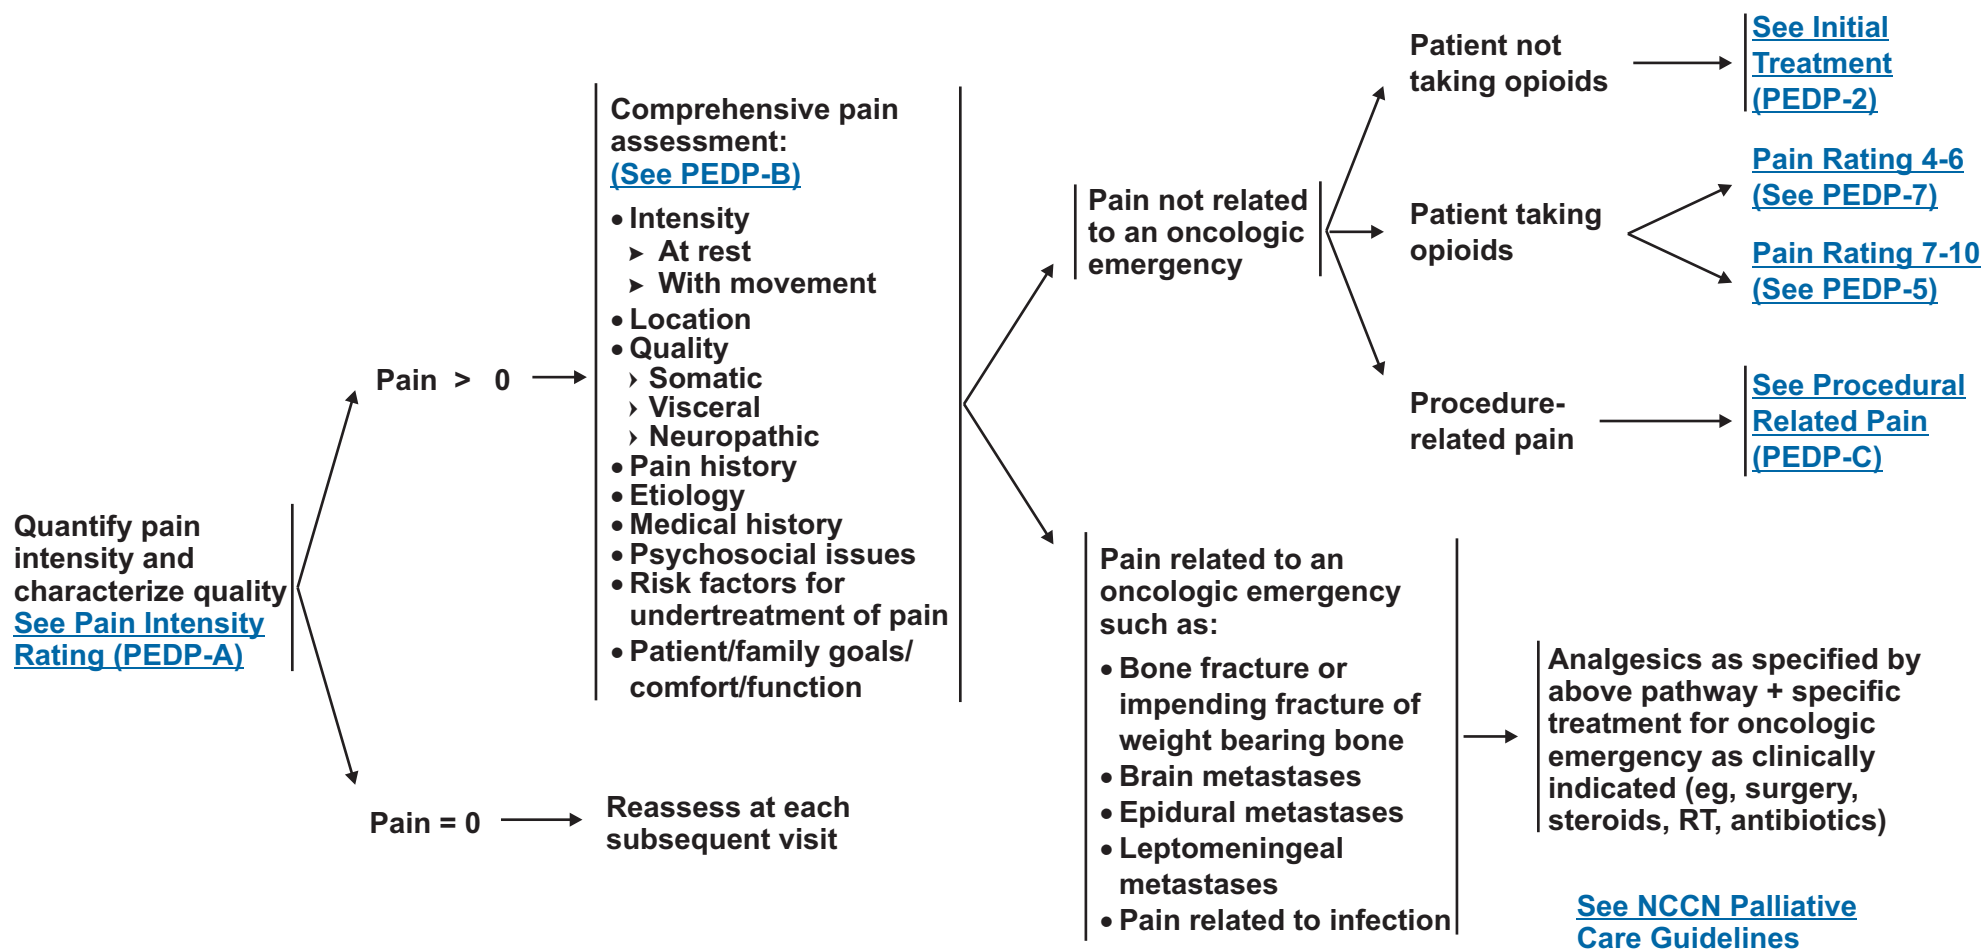 Quantify pain
intensity and
characterize quality
See Pain Intensity
Rating (PEDP-A)
Pain > 0
Pain = 0
Reassess at each
subsequent visit
Comprehensive pain
assessment:
(See PEDP-B)
• Intensity
➤ At rest
➤ With movement
• Location
• Quality
› Somatic
› Visceral
› Neuropathic
• Pain history
• Etiology
• Medical history
• Psychosocial issues
• Risk factors for
undertreatment of pain
• Patient/family goals/
comfort/function
Pain not related
to an oncologic
emergency
Patient not
taking opioids
See Initial
Treatment
(PEDP-2)
Patient taking
opioids
Pain Rating 4-6
(See PEDP-7)
Pain Rating 7-10
(See PEDP-5)
Procedure-
related pain
See Procedural
Related Pain
(PEDP-C)
Pain related to an
oncologic emergency
such as:
• Bone fracture or
impending fracture of
weight bearing bone
• Brain metastases
• Epidural metastases
• Leptomeningeal
metastases
• Pain related to infection
Analgesics as specified by
above pathway + specific
treatment for oncologic
emergency as clinically
indicated (eg, surgery,
steroids, RT, antibiotics)
See NCCN Palliative
Care Guidelines